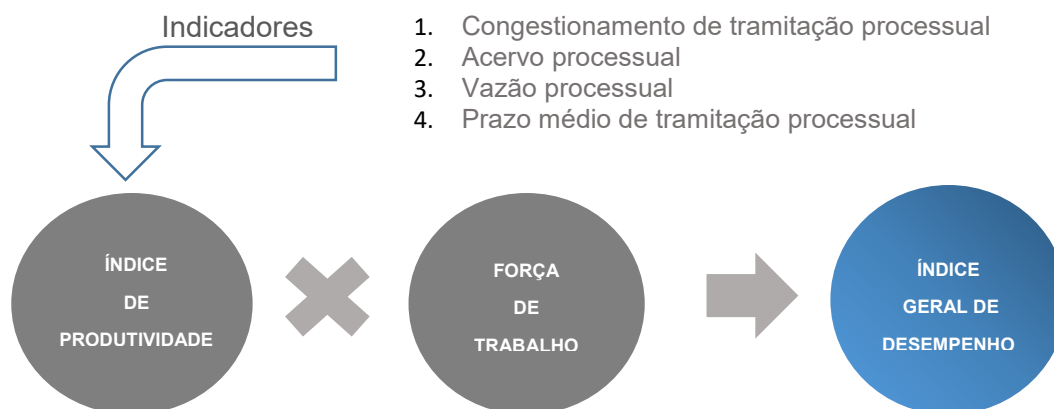 Indicadores
1. Congestionamento de tramitação processual
2. Acervo processual
3. Vazão processual
4. Prazo médio de tramitação processual
ÍNDICE
DE
PRODUTIVIDADE
FORÇA
DE
TRABALHO
ÍNDICE
GERAL DE
DESEMPENHO